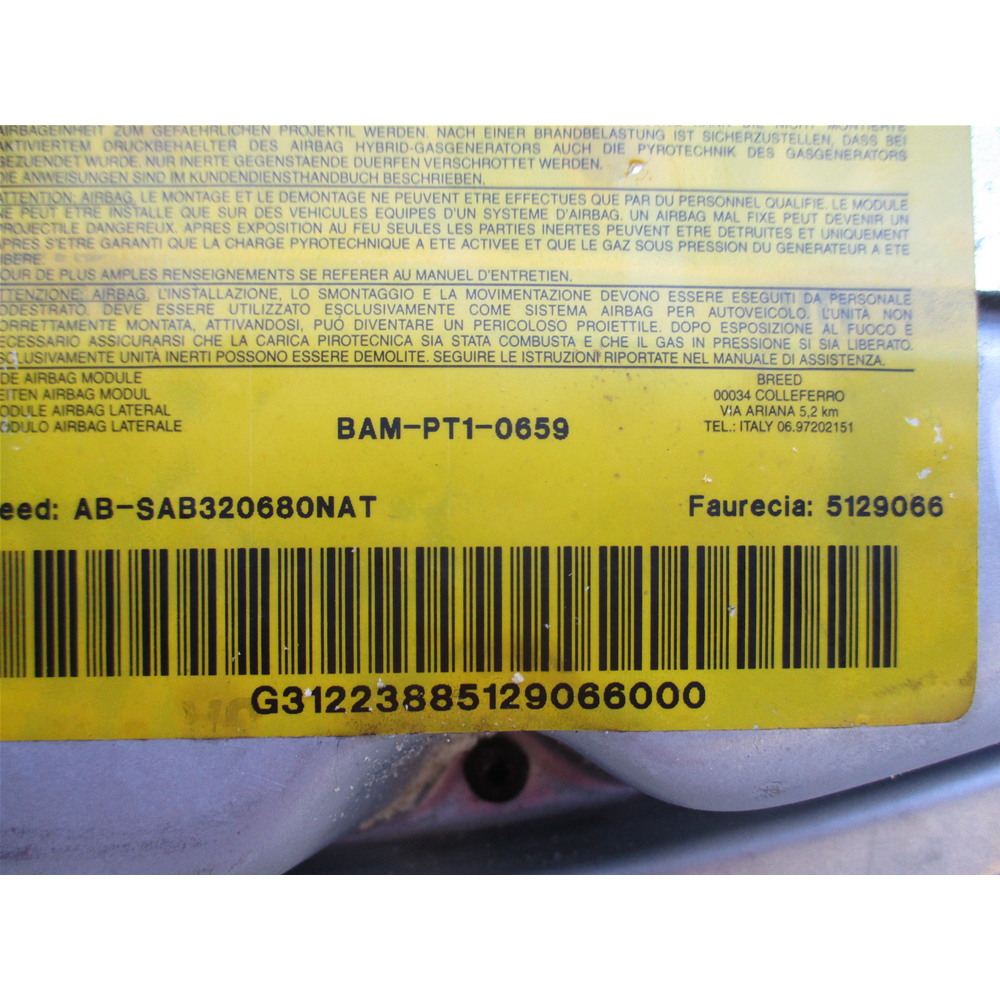 AIRBAGEINHEIT ZUM GEFAEHRLICHEN PROJEKTIL WERDEN. NACH EINER BRANDBELASTUNG IST SICHERZUSTELLEN, DASS BEI
AKTIVIERTEM DRUCKBEHAELTER DES AIRBAG HYBRID-GASGENERATORS AUCH DIE PYROTECHNIK DES GASGENERATORS
GEZUENDET WURDE. NUR INERTE GEGENSTAENDE DUERFEN VERSCHROTTET WERDEN.
DIE ANWEISUNGEN SIND IM KUNDENDIENSTHANDBUCH BESCHRIEBEN.
ATTENTION: AIRBAG, LE MONTAGE ET LE DEMONTAGE NE PEUVENT ETRE EFFECTUES QUE PAR DU PERSONNEL QUALIFIE. LE MODULE
NE PEUT ETRE INSTALLE QUE SUR DES VEHICULES EQUIPES D'UN SYSTEME D'AIRBAG. UN AIRBAG MAL FIXE PEUT DEVENIR UN
PROJECTILE DANGEREUX. APRES EXPOSITION AU FEU SEULES LES PARTIES INERTES PEUVENT ETRE DETRUITES ET UNIQUEMENT
APRES S'ETRE GARANTI QUE LA CHARGE PYROTECHNIQUE A ETE ACTIVEE ET QUE LE GAZ SOUS PRESSION DU GENERATEUR A ETE
LIBERE.
POUR DE PLUS AMPLES RENSEIGNEMENTS SE REFERER AU MANUEL D'ENTRETIEN.
ATTENZIONE: AIRBAG, L'INSTALLAZIONE, LO SMONTAGGIO E LA MOVIMENTAZIONE DEVONO ESSERE ESEGUITI DA PERSONALE
ADDESTRATO. DEVE ESSERE UTILIZZATO ESCLUSIVAMENTE COME SISTEMA AIRBAG PER AUTOVEICOLO. L'UNITÀ NON
CORRETTAMENTE MONTATA, ATTIVANDOSI, PUÓ DIVENTARE UN PERICOLOSO PROIETTILE. DOPO ESPOSIZIONE AL FUOCO È
NECESSARIO ASSICURARSI CHE LA CARICA PIROTECNICA SIA STATA COMBUSTA E CHE IL GAS IN PRESSIONE SI SIA LIBERATO.
ESCLUSIVAMENTE UNITÀ INERTI POSSONO ESSERE DEMOLITE. SEGUIRE LE ISTRUZIONI RIPORTATE NEL MANUALE DI ASSISTENZA.
IDE AIRBAG MODULE
EITEN AIRBAG MODUL
MODULE AIRBAG LATERAL
MODULO AIRBAG LATERALE
BAM-PT1-0659
BREED
00034 COLLEFERRO
VIA ARIANA 5,2 km
TEL.: ITALY 06.97202151
eed: AB-SAB320680NAT
Faurecia: 5129066
G31223885129066000